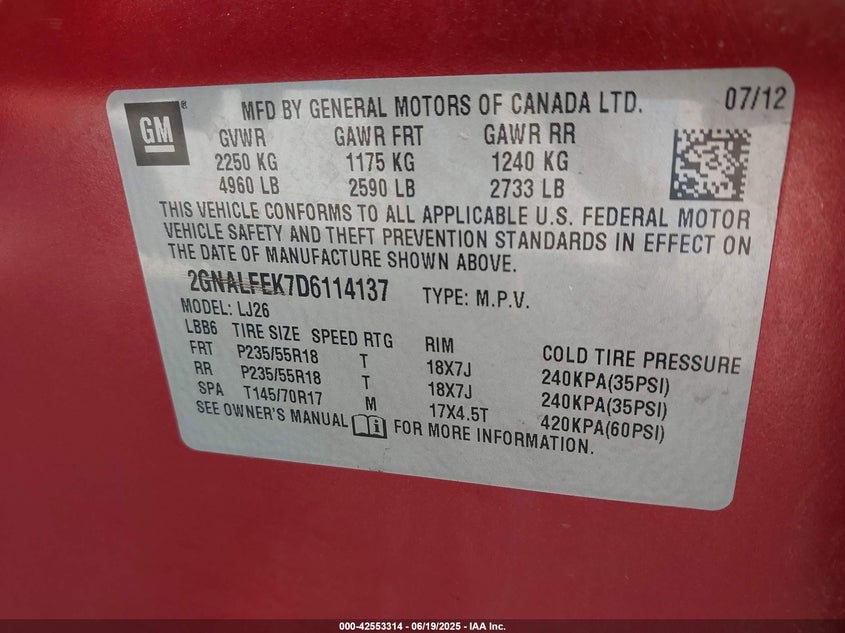 GM ® MFD BY GENERAL MOTORS OF CANADA LTD. 07/12
GVWR GAWR FRT GAWR RR
2250 KG 1175 KG 1240 KG
4960 LB 2590 LB 2733 LB
THIS VEHICLE CONFORMS TO ALL APPLICABLE U.S. FEDERAL MOTOR
VEHICLE SAFETY AND THEFT PREVENTION STANDARDS IN EFFECT ON
THE DATE OF MANUFACTURE SHOWN ABOVE.
2GNALFEK7D6114137 TYPE: M.P.V.
MODEL: LJ26
LBB6 TIRE SIZE SPEED RTG RIM COLD TIRE PRESSURE
FRT P235/55R18 T 18X7J 240KPA(35PSI)
RR P235/55R18 T 18X7J 240KPA(35PSI)
SPA T145/70R17 M 17X4.5T 420KPA(60PSI)
SEE OWNER'S MANUAL FOR MORE INFORMATION.
000-42553314 - 06/19/2025 - IAA Inc.